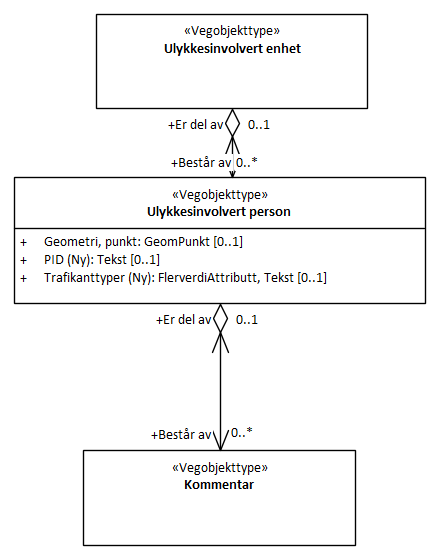 «Vegobjekttype»
Ulykkesinvolvert enhet
+Er del av 0..1
+Består av 0..*
«Vegobjekttype»
Ulykkesinvolvert person
+ Geometri, punkt: GeomPunkt [0..1]
+ PID (Ny): Tekst [0..1]
+ Trafikanttyper (Ny): FlerverdiAttributt, Tekst [0..1]
+Er del av 0..1
+Består av 0..*
«Vegobjekttype»
Kommentar